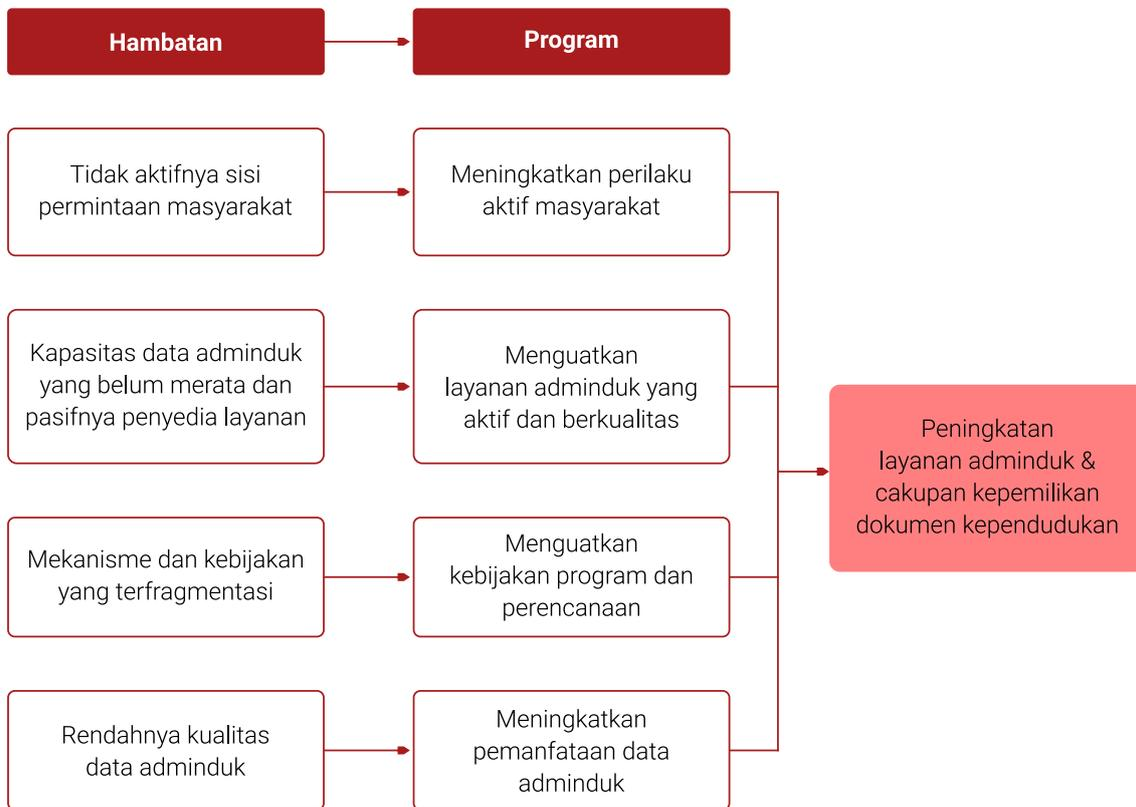 Hambatan
Program
Tidak aktifnya sisi
permintaan masyarakat
Meningkatkan perilaku
aktif masyarakat
Kapasitas data adminduk
yang belum merata dan
pasifnya penyedia layanan
Menguatkan
layanan adminduk yang
aktif dan berkualitas
Mekanisme dan kebijakan
yang terfragmentasi
Menguatkan
kebijakan program dan
perencanaan
Rendahnya kualitas
data adminduk
Meningkatkan
pemanfataan data
adminduk
Peningkatan
layanan adminduk &
cakupan kepemilikan
dokumen kependudukan